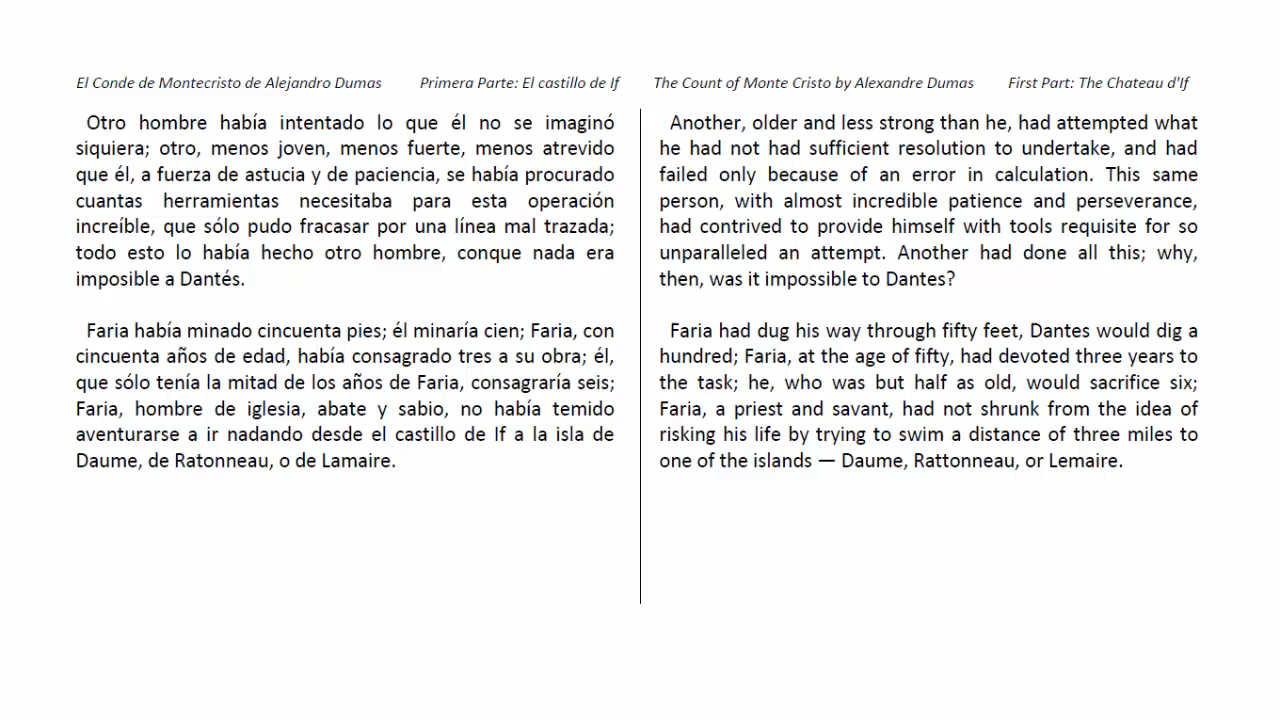 El Conde de Montecristo de Alejandro Dumas Primera Parte: El castillo de If
Otro hombre había intentado lo que él no se imaginó
siquiera; otro, menos joven, menos fuerte, menos atrevido
que él, a fuerza de astucia y de paciencia, se había procurado
cuantas herramientas necesitaba para esta operación
increíble, que sólo pudo fracasar por una línea mal trazada;
todo esto lo había hecho otro hombre, conque nada era
imposible a Dantés.
Faria había minado cincuenta pies; él minaría cien; Faria, con
cincuenta años de edad, había consagrado tres a su obra; él,
que sólo tenía la mitad de los años de Faria, consagraría seis;
Faria, hombre de iglesia, abate y sabio, no había temido
aventurarse a ir nadando desde el castillo de If a la isla de
Daume, de Ratonneau, o de Lamaire.
The Count of Monte Cristo by Alexandre Dumas First Part: The Chateau d'If
Another, older and less strong than he, had attempted what
he had not had sufficient resolution to undertake, and had
failed only because of an error in calculation. This same
person, with almost incredible patience and perseverance,
had contrived to provide himself with tools requisite for so
unparalleled an attempt. Another had done all this; why,
then, was it impossible to Dantes?
Faria had dug his way through fifty feet, Dantes would dig a
hundred; Faria, at the age of fifty, had devoted three years to
the task; he, who was but half as old, would sacrifice six;
Faria, a priest and savant, had not shrunk from the idea of
risking his life by trying to swim a distance of three miles to
one of the islands — Daume, Rattonneau, or Lemaire.